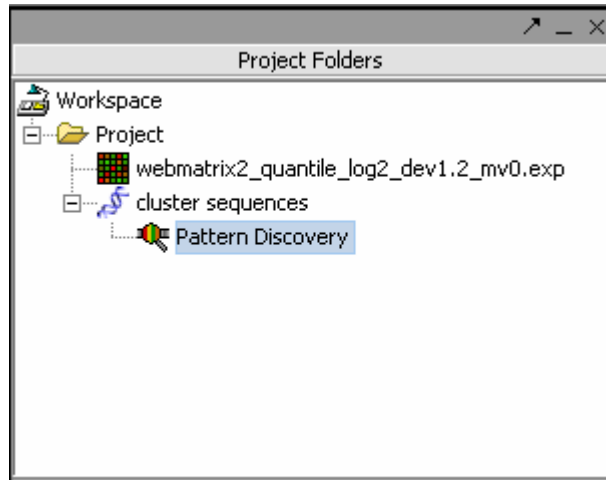 Project Folders
Workspace
Project
webmatrix2_quantile_log2_dev1.2_mv0.exp
cluster sequences
Pattern Discovery